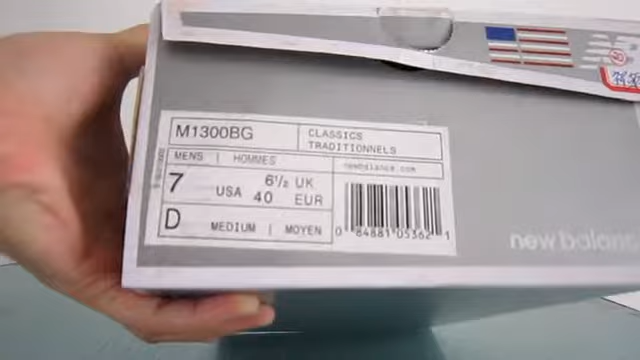 M1300BG
CLASSICS
TRADITIONNELS
MENS | HOMMES
newbalance.com
7 USA 6½ UK
40 EUR
D MEDIUM | MOYEN
0 84881 05362 1
new balance